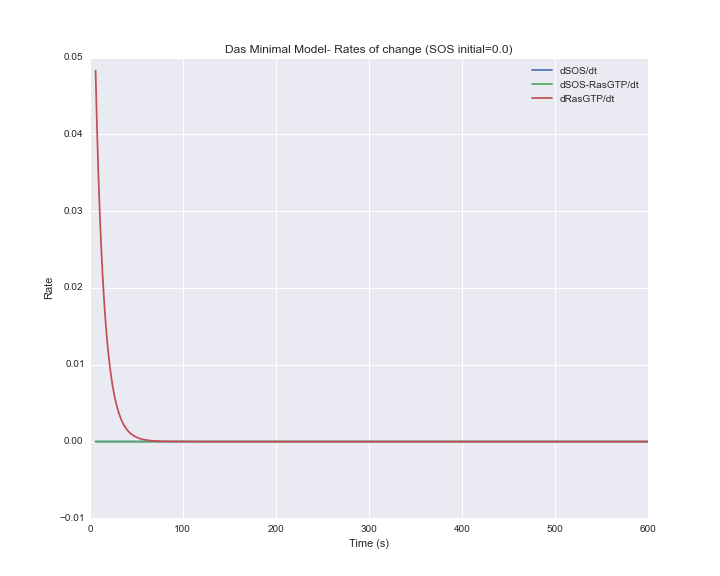 Das Minimal Model- Rates of change (SOS initial=0.0)
0.05
0.04
0.03
0.02
0.01
0.00
−0.01
Rate
dSOS/dt
dSOS-RasGTP/dt
dRasGTP/dt
0 100 200 300 400 500 600
Time (s)